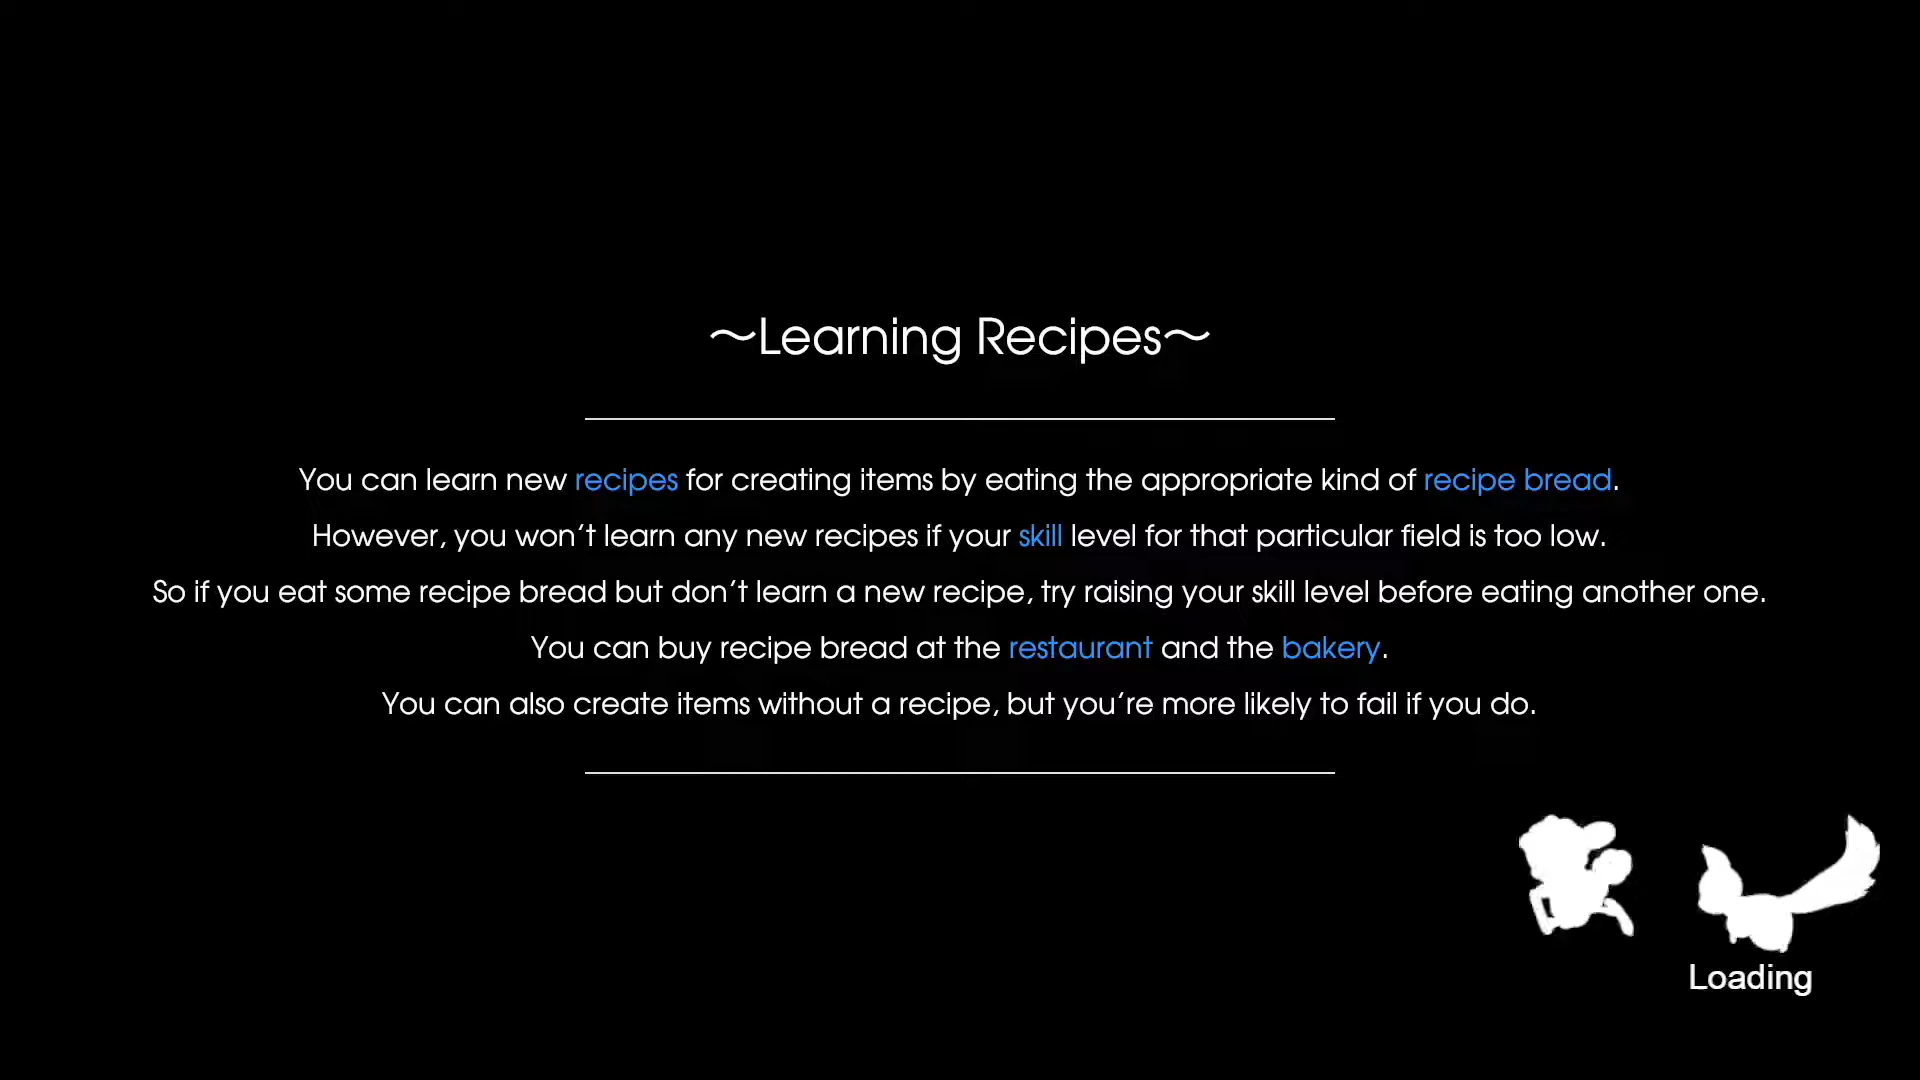 ～Learning Recipes～
You can learn new recipes for creating items by eating the appropriate kind of recipe bread.
However, you won’t learn any new recipes if your skill level for that particular field is too low.
So if you eat some recipe bread but don’t learn a new recipe, try raising your skill level before eating another one.
You can buy recipe bread at the restaurant and the bakery.
You can also create items without a recipe, but you’re more likely to fail if you do.
Loading